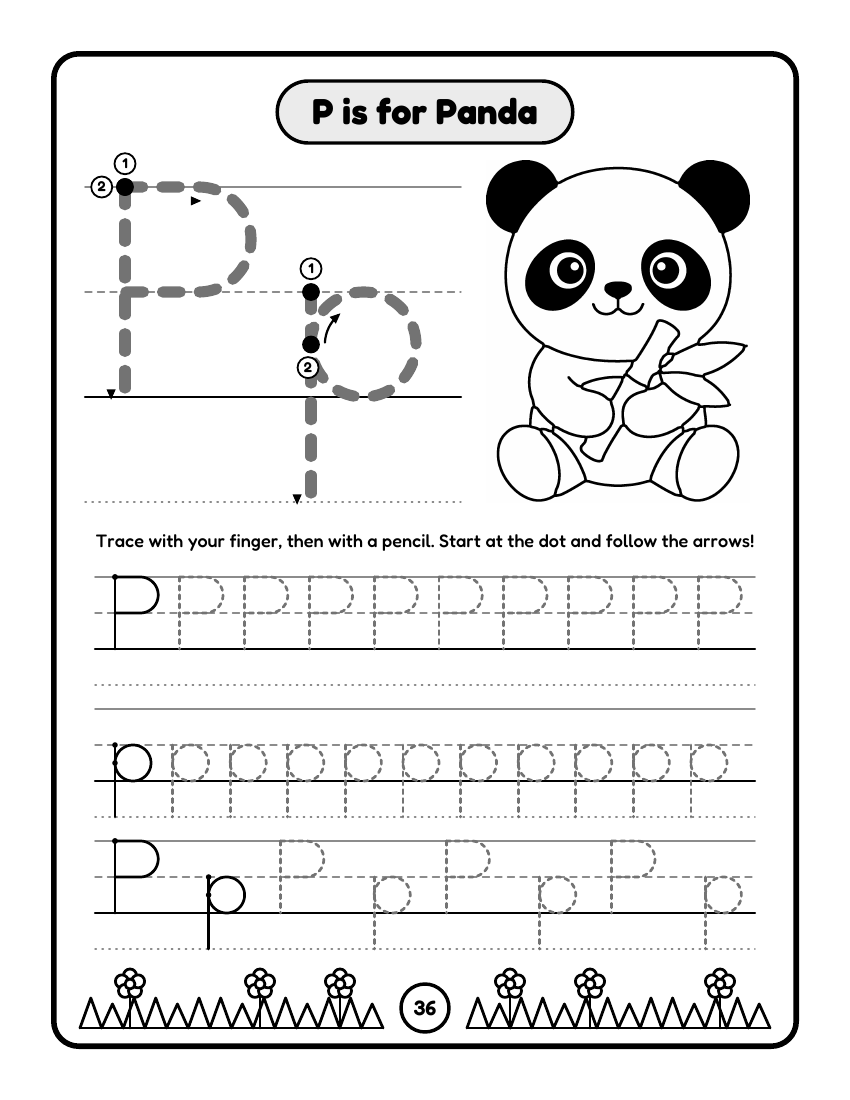 P is for Panda
1
2
P
1
2
p
Trace with your finger, then with a pencil. Start at the dot and follow the arrows!
P P P P P P P P P P
p p p p p p p p p p p
P p P p P p P p
36